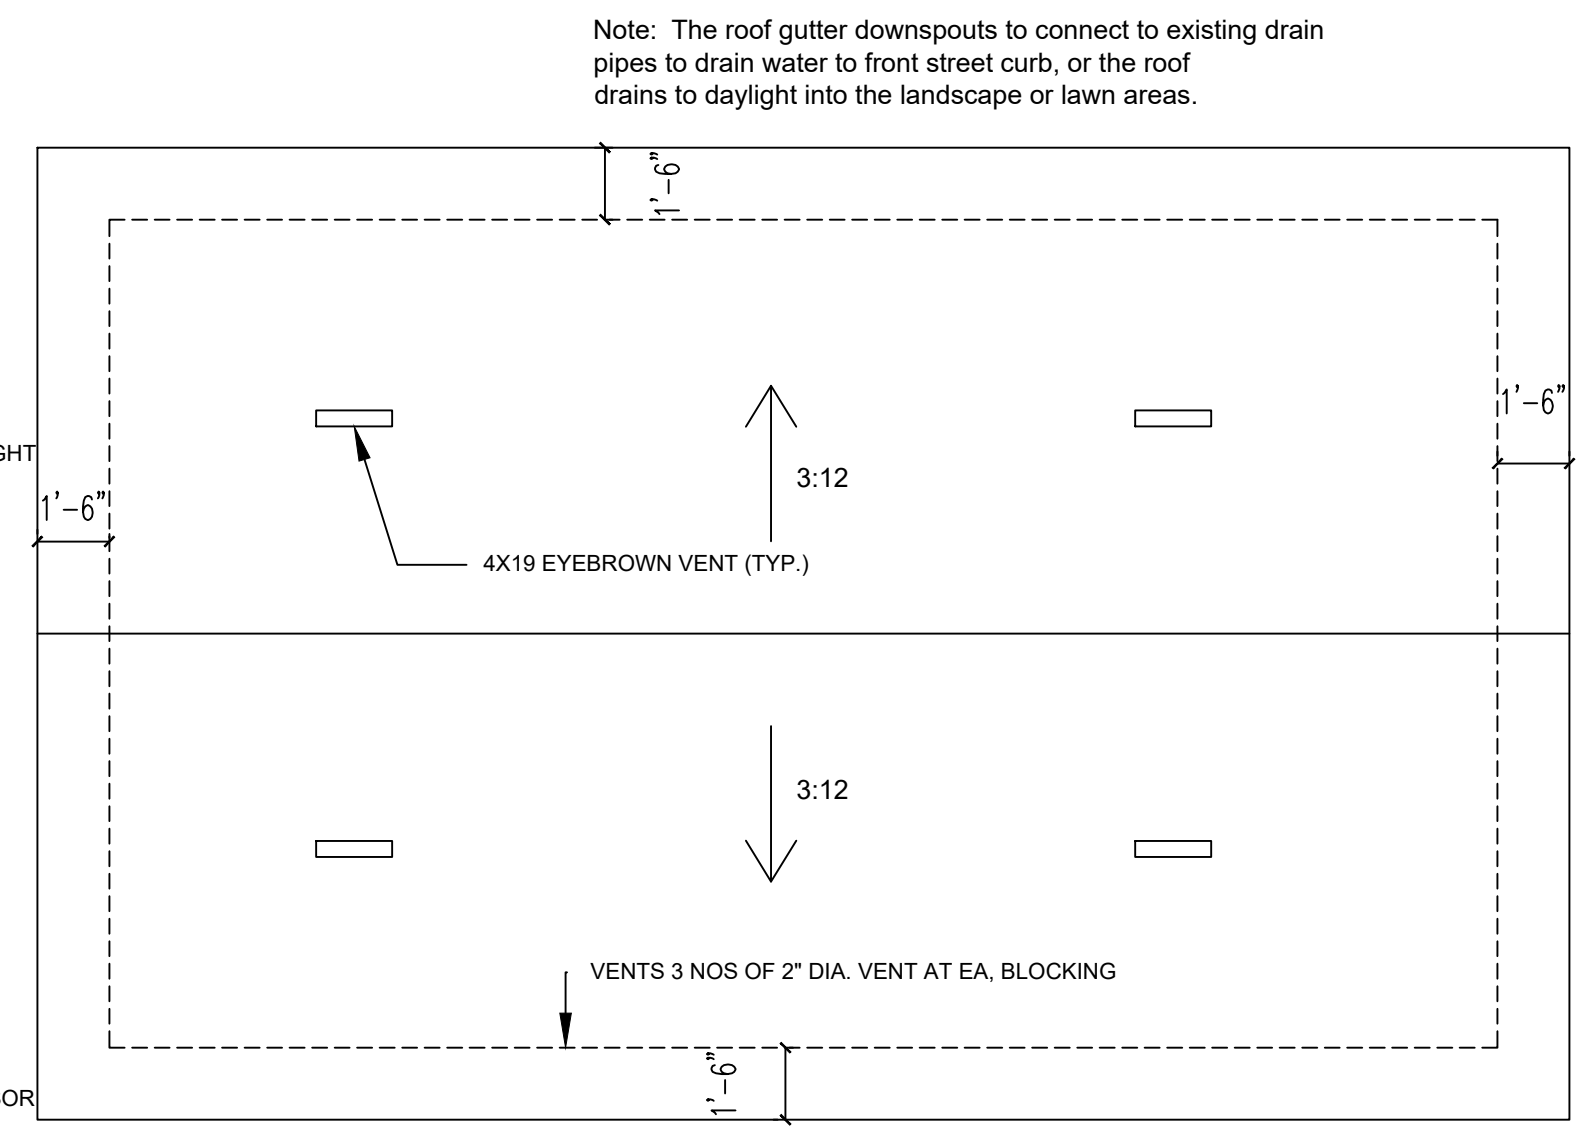 Note: The roof gutter downspouts to connect to existing drain
pipes to drain water to front street curb, or the roof
drains to daylight into the landscape or lawn areas.
1'-6"
1'-6"
GHT
3:12
1'-6"
4X19 EYEBROWN VENT (TYP.)
3:12
VENTS 3 NOS OF 2" DIA. VENT AT EA, BLOCKING
1'-6"